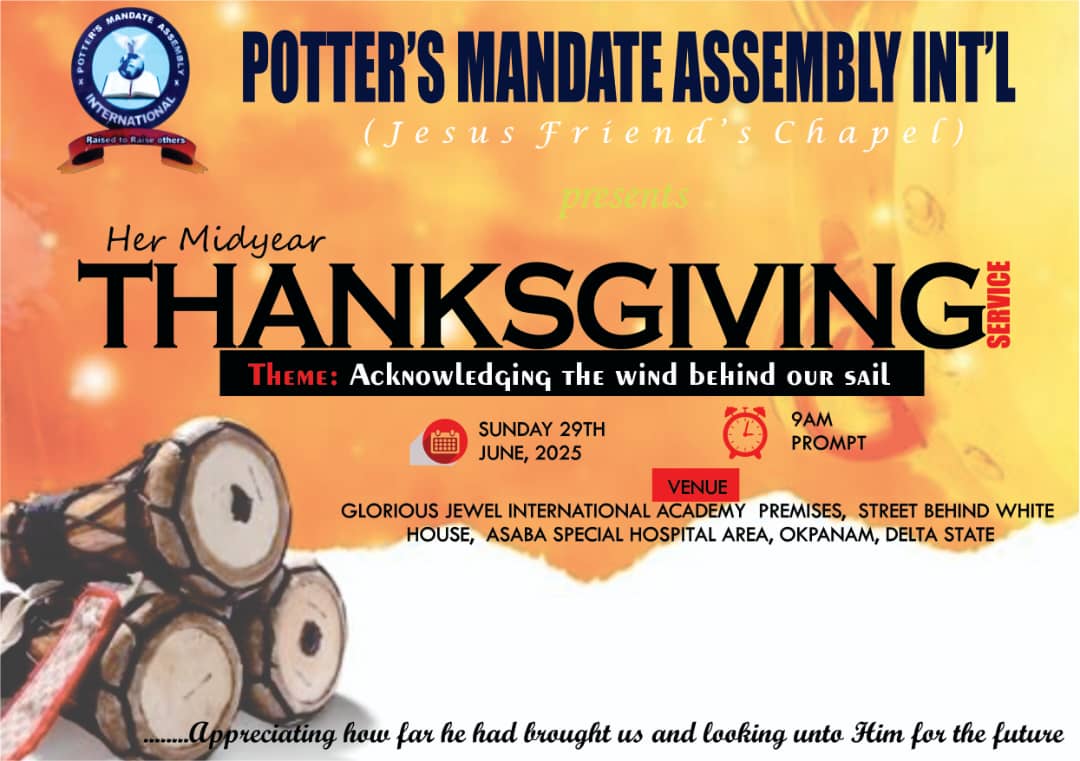 POTTER'S MANDATE ASSEMBLY
INTERNATIONAL
Raised to Raise others
POTTER'S MANDATE ASSEMBLY INT'L
(Jesus Friend's Chapel)
presents
Her Midyear
THANKSGIVING
SERVICE
Theme: Acknowledging the wind behind our sail
SUNDAY 29TH
JUNE, 2025
9AM
PROMPT
VENUE
GLORIOUS JEWEL INTERNATIONAL ACADEMY PREMISES, STREET BEHIND WHITE
HOUSE, ASABA SPECIAL HOSPITAL AREA, OKPANAM, DELTA STATE
........Appreciating how far he had brought us and looking unto Him for the future